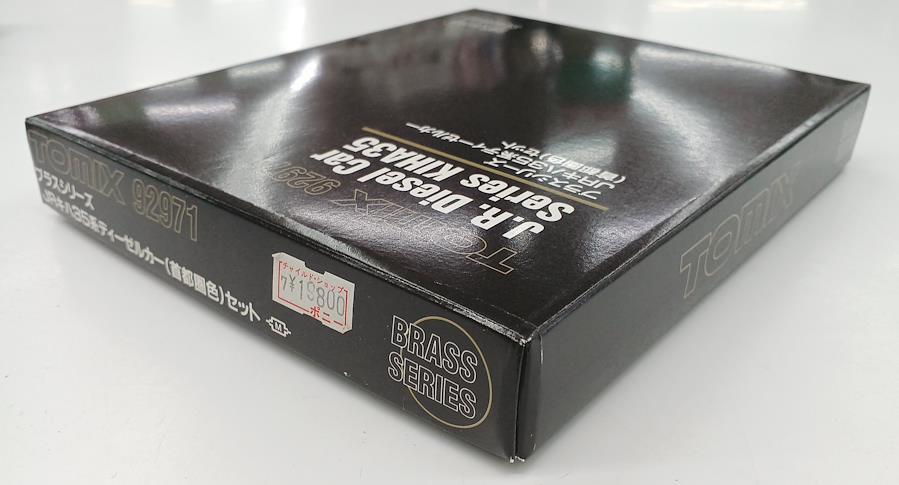 TOMIX 9297
J.R. Diesel Car
Series KIHA35
ブラスシリーズ
JRキハ35系ディーゼルカー
(首都圏色)セット
TOMIX 92971
ブラスシリーズ
JRキハ35系ディーゼルカー(首都圏色)セット M
チャイルド・ショップ
7 ¥19800
ポニー
BRASS
SERIES
TOMIX